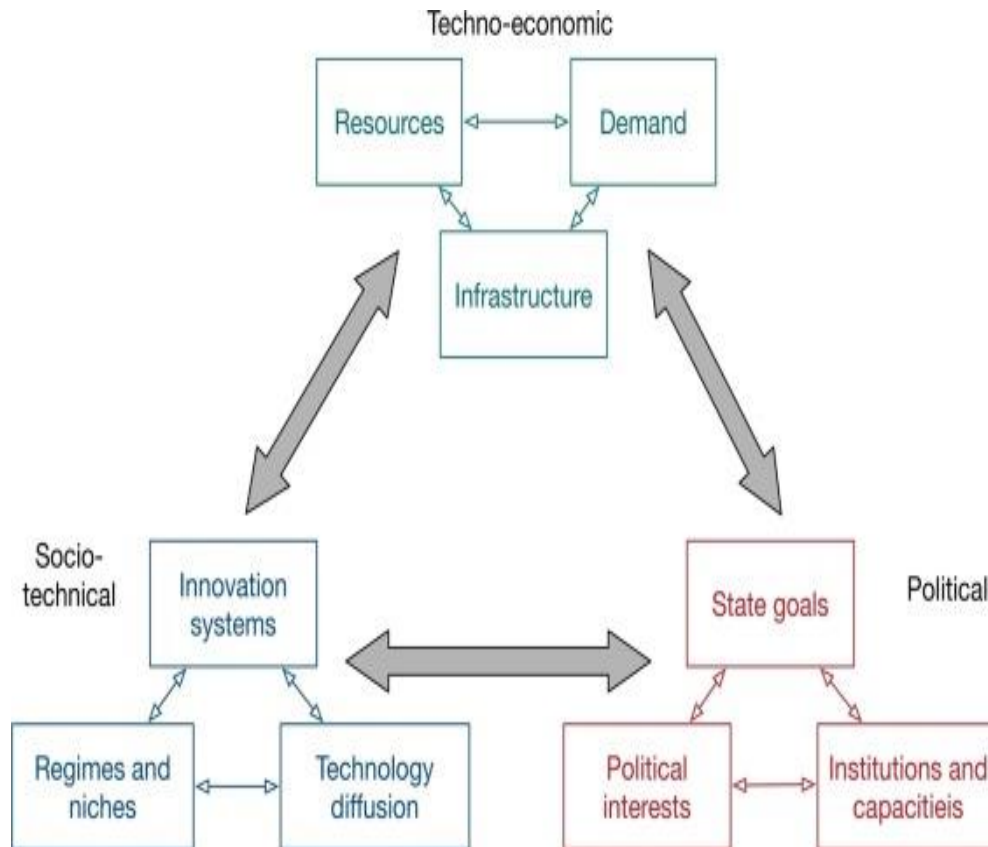 Techno-economic
Resources
Demand
Infrastructure
Socio-
technical
Innovation
systems
State goals
Political
Regimes and
niches
Technology
diffusion
Political
interests
Institutions and
capacitieis